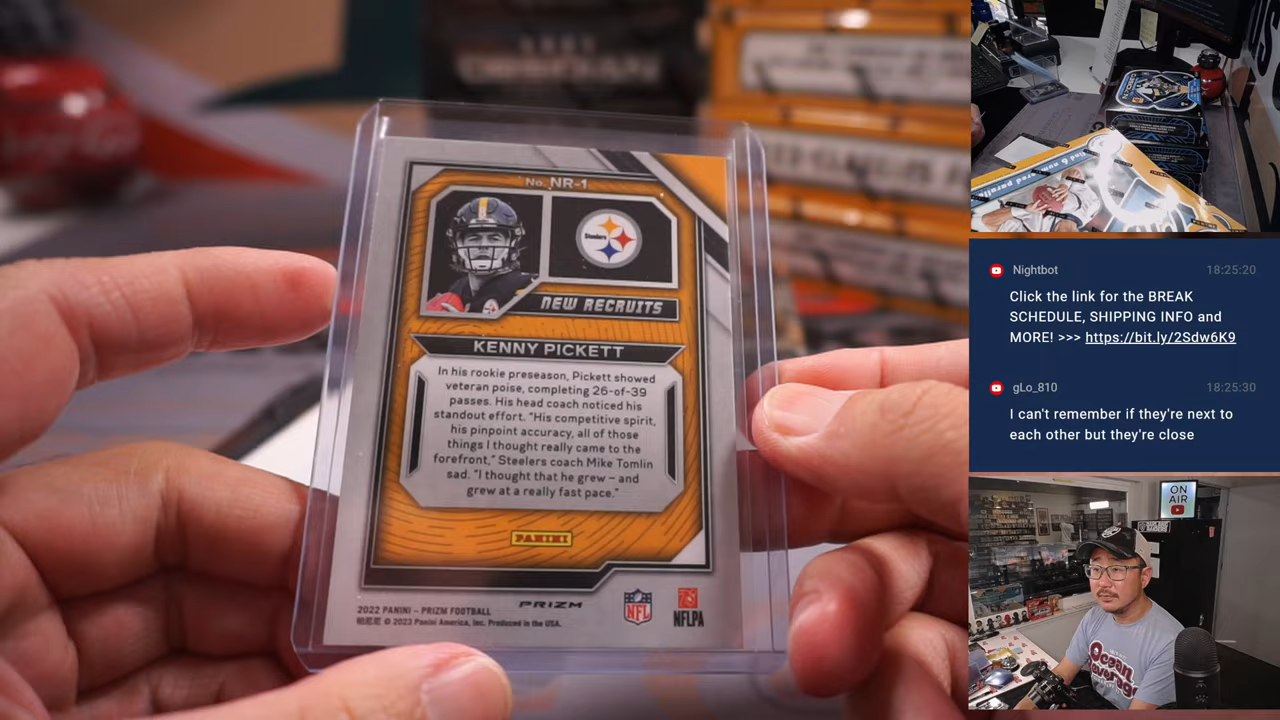 No. NR-1
Steelers
NEW RECRUITS
KENNY PICKETT
In his rookie preseason, Pickett showed
veteran poise, completing 26-of-39
passes. His head coach noticed his
standout effort. "His competitive spirit,
his pinpoint accuracy, all of those
things I thought really came to the
forefront," Steelers coach Mike Tomlin
sad. "I thought that he grew – and
grew at a really fast pace."
PANINI
2022 PANINI – PRIZM FOOTBALL
PRIZM
© 2023 Panini America, Inc. Produced in the USA.
NFL
NFLPA
Nightbot
18:25:20
Click the link for the BREAK
SCHEDULE, SHIPPING INFO and
MORE! >>> https://bit.ly/2Sdw6K9
gLo_810
18:25:30
I can't remember if they're next to
each other but they're close
ON
AIR
Ocean